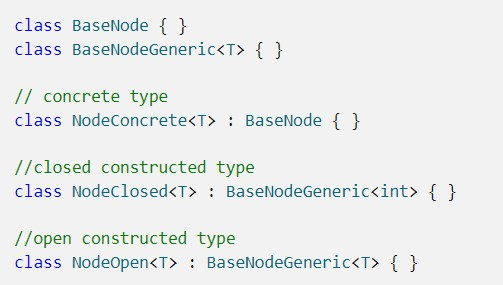 class BaseNode { }
class BaseNodeGeneric<T> { }
// concrete type
class NodeConcrete<T> : BaseNode { }
//closed constructed type
class NodeClosed<T> : BaseNodeGeneric<int> { }
//open constructed type
class NodeOpen<T> : BaseNodeGeneric<T> { }